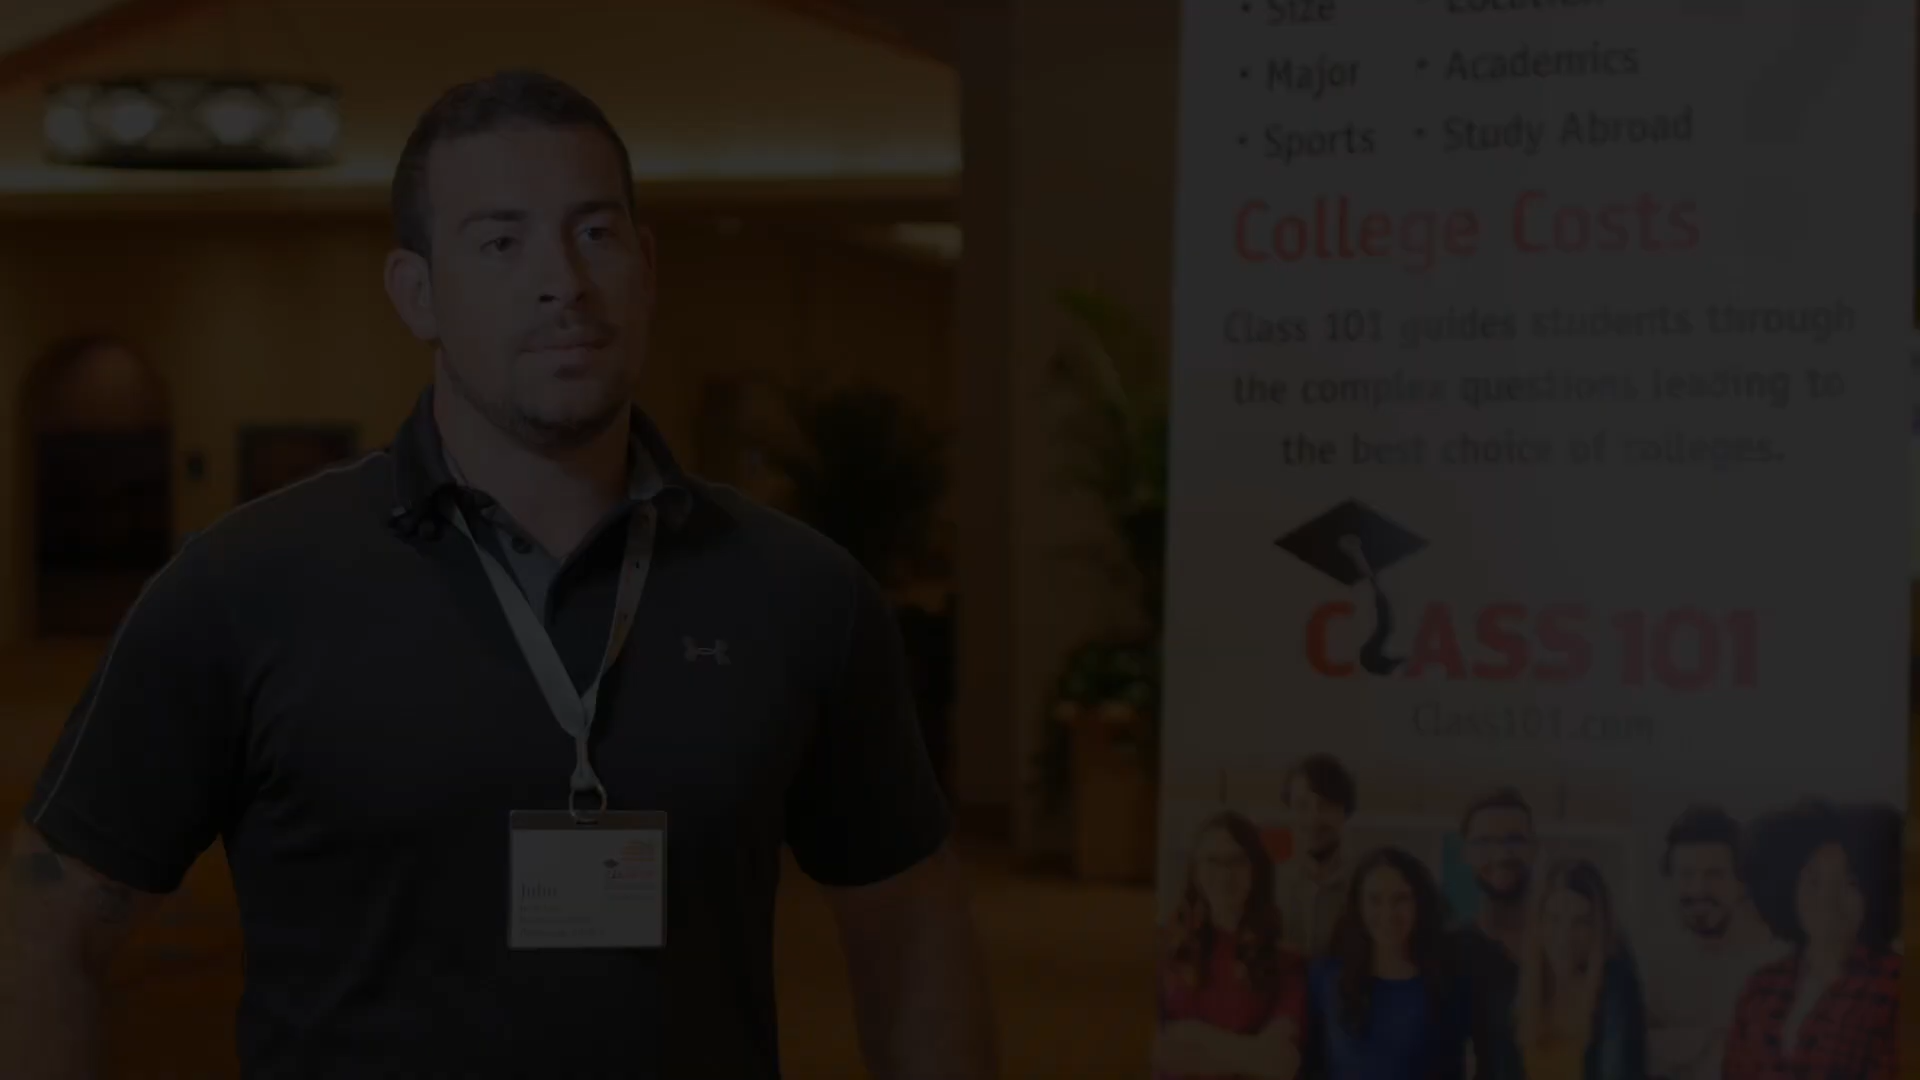 • Size • Location
• Major • Academics
• Sports • Study Abroad
College Costs
Class 101 guides students through
the complex questions leading to
the best choice of colleges.
CLASS 101
Class101.com
John